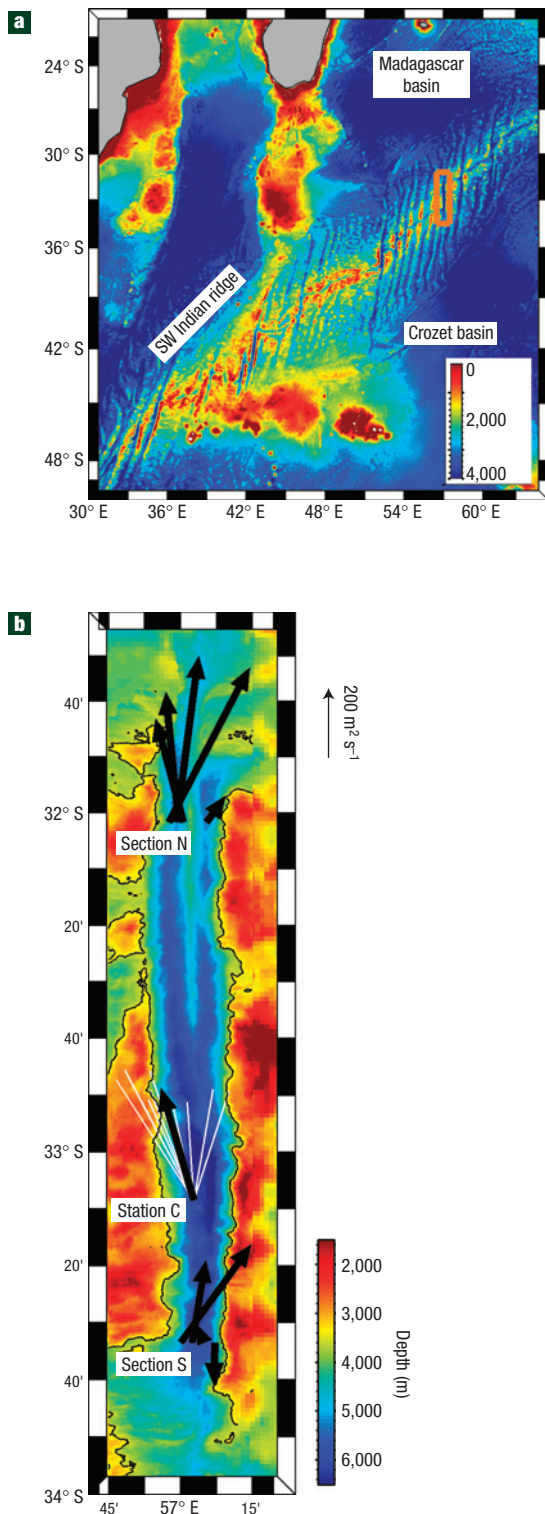 a
24° S
30° S
36° S
42° S
48° S
30° E
36° E
42° E
48° E
54° E
60° E
Madagascar
basin
SW Indian ridge
Crozet basin
0
2,000
4,000
b
40'
32° S
20'
40'
33° S
20'
40'
34° S
45'
57° E
15'
Section N
Station C
Section S
200 m² s⁻¹
2,000
3,000
4,000
5,000
6,000
Depth (m)